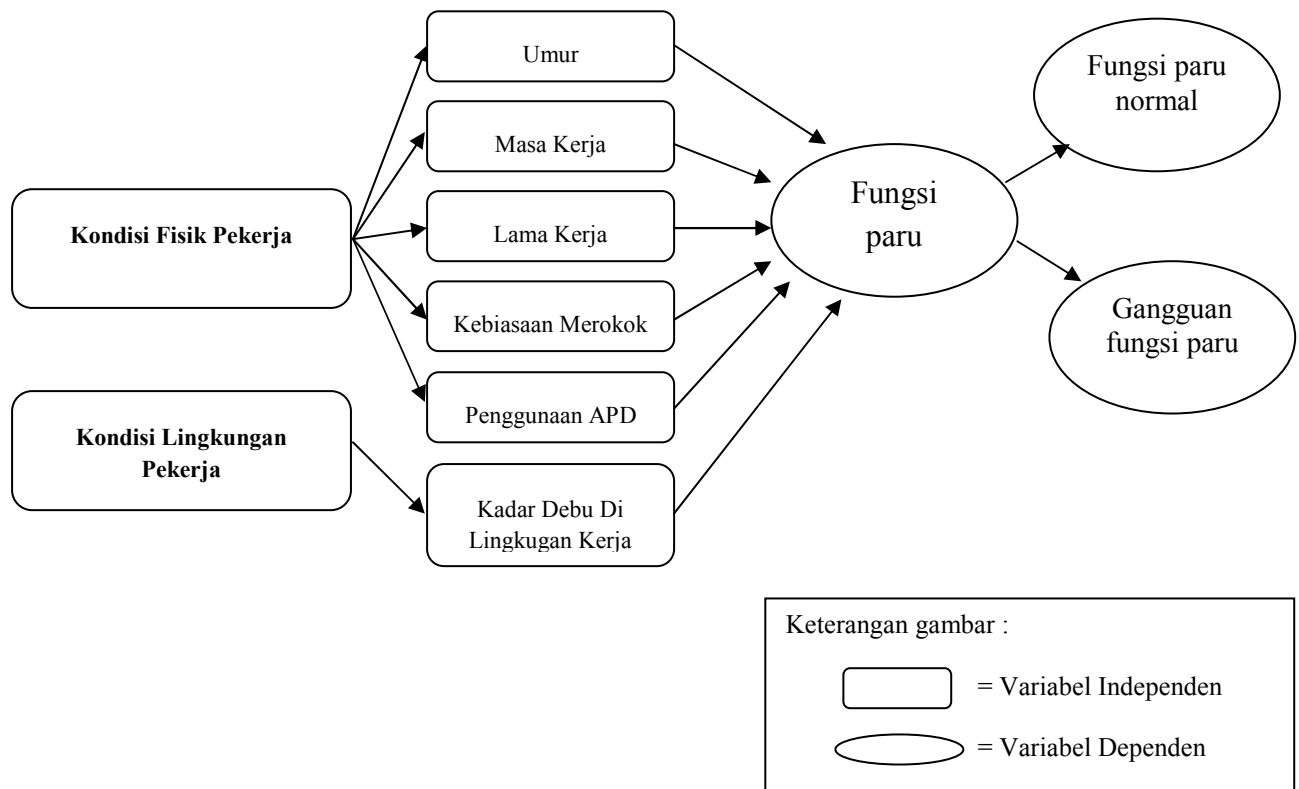 Umur
Masa Kerja
Lama Kerja
Kebiasaan Merokok
Penggunaan APD
Kadar Debu Di
Lingkugan Kerja
Kondisi Fisik Pekerja
Kondisi Lingkungan
Pekerja
Fungsi
paru
Fungsi paru
normal
Gangguan
fungsi paru
Keterangan gambar :
= Variabel Independen
= Variabel Dependen